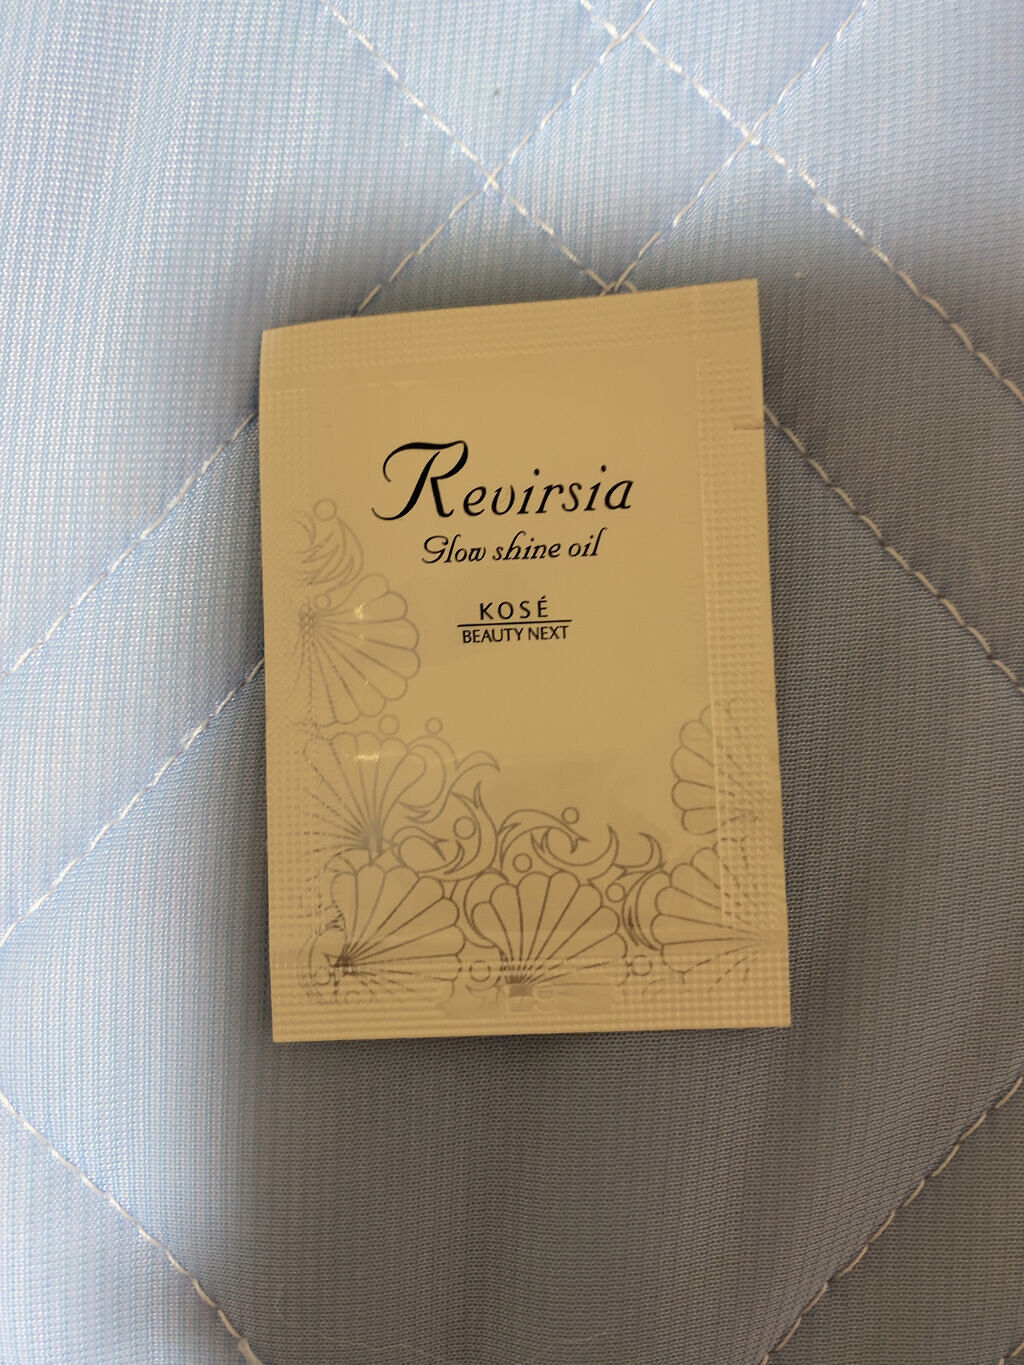 Revirsia
Glow shine oil
KOSÉ
BEAUTY NEXT